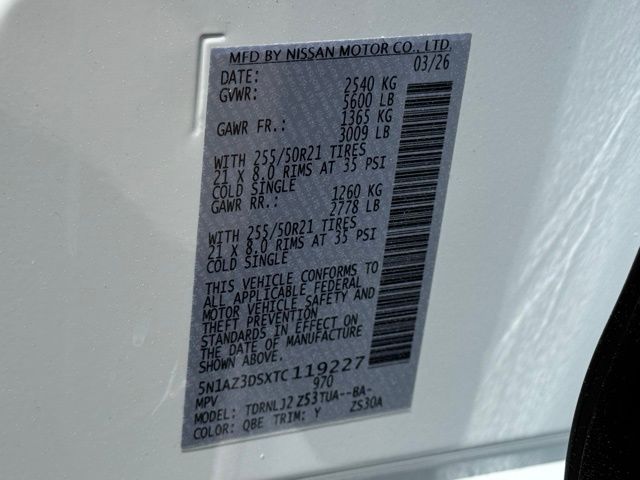 MFD BY NISSAN MOTOR CO., LTD.
DATE: 03/26
GVWR: 2540 KG
5600 LB
GAWR FR.: 1365 KG
3009 LB
WITH 255/50R21 TIRES
21 X 8.0 RIMS AT 35 PSI
COLD SINGLE
GAWR RR.: 1260 KG
2778 LB
WITH 255/50R21 TIRES
21 X 8.0 RIMS AT 35 PSI
COLD SINGLE
THIS VEHICLE CONFORMS TO
ALL APPLICABLE FEDERAL
MOTOR VEHICLE SAFETY AND
THEFT PREVENTION
STANDARDS IN EFFECT ON
THE DATE OF MANUFACTURE
SHOWN ABOVE.
5N1AZ3DSXTC119227
MPV 970
MODEL: TDRNLJ2 Z53TUA--BA-
COLOR: QBE TRIM: Y ZS30A